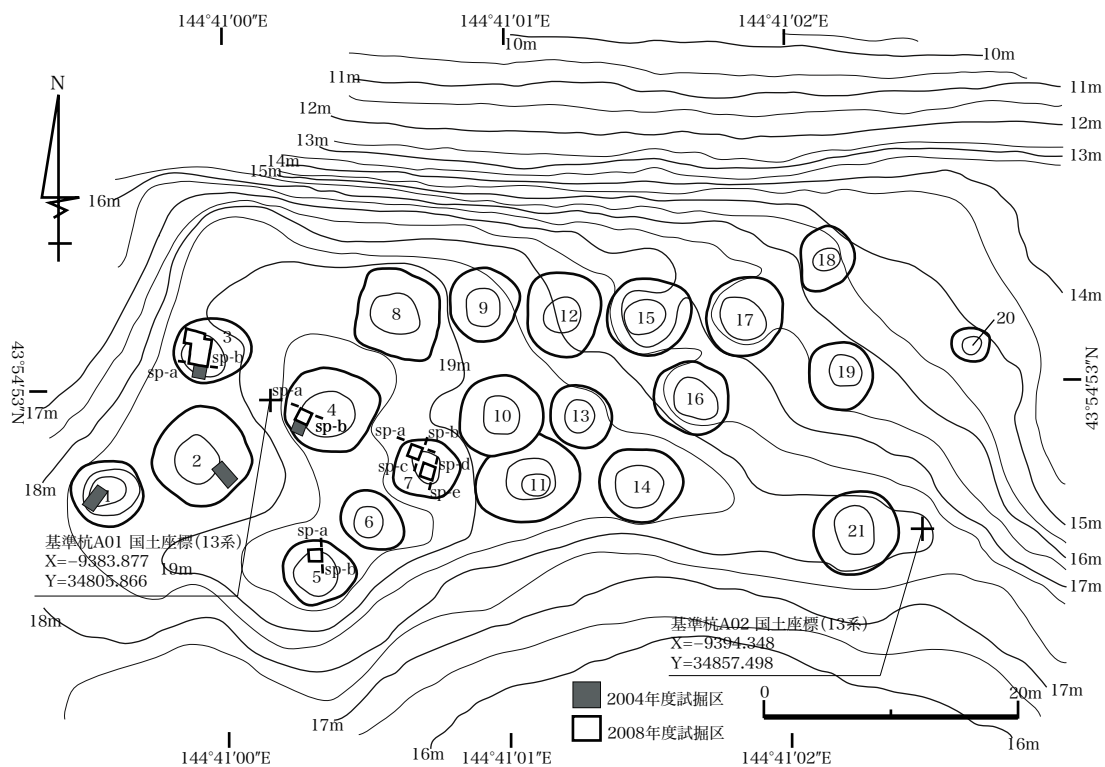 144°41′00″E
144°41′01″E
144°41′02″E
10m
10m
11m
11m
12m
12m
13m
13m
14m
15m
16m
N
18
14m
20
8
9
12
15
17
3
sp-b
sp-a
19m
19
43°54′53″N
43°54′53″N
17m
sp-a
4
sp-b
16
10
13
sp-a
sp-b
2
sp-c
sp-d
7
sp-e
18m
1
11
14
6
21
15m
sp-a
基準杭A01 国土座標(13系)
X=−9383.877
Y=34805.866
19m
5
sp-b
16m
17m
18m
基準杭A02 国土座標(13系)
X=−9394.348
Y=34857.498
17m
0
20m
2004年度試掘区
2008年度試掘区
17m
16m
16m
144°41′00″E
144°41′01″E
144°41′02″E